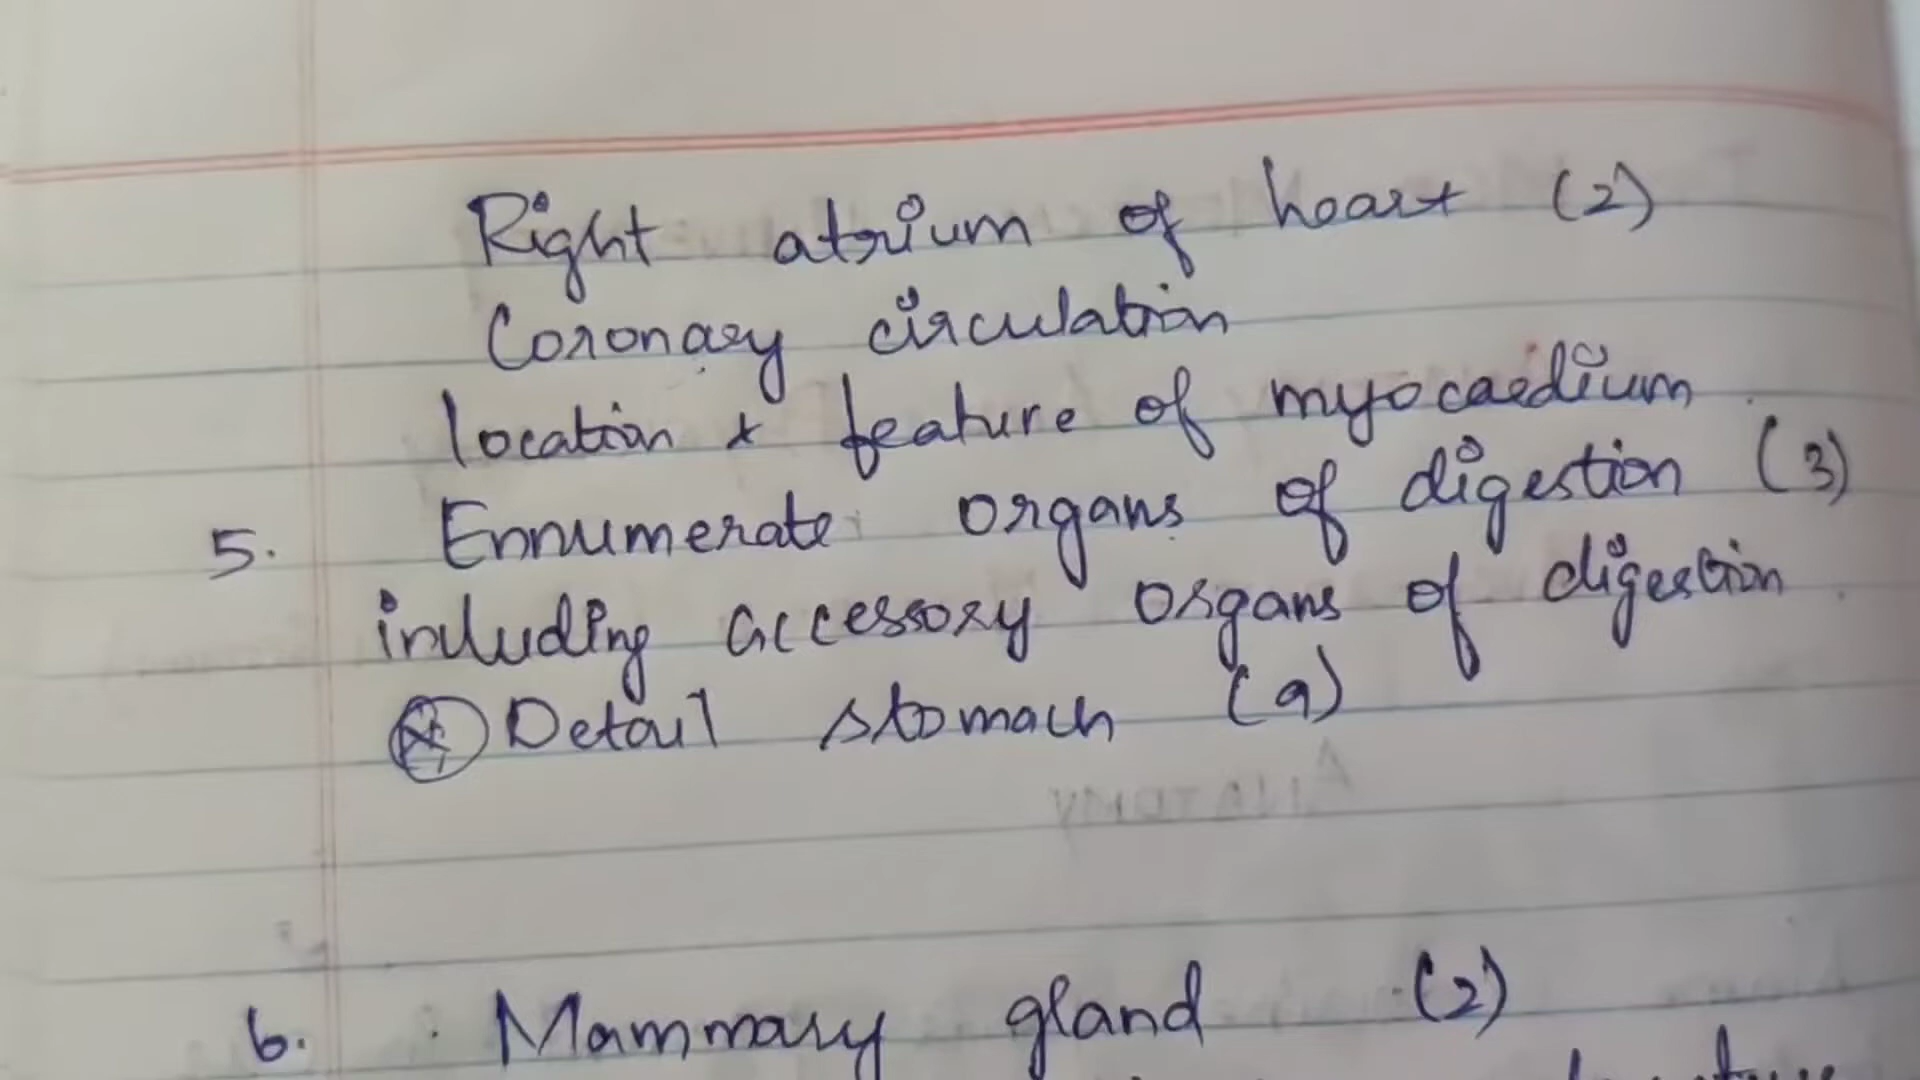 Right atrium of heart (2)
Coronary circulation
location & feature of myocardium
5. Ennumerate organs of digestion (3)
including accessory organs of digestion
Detail stomach (9)
ANATOMY
6. Mammary gland (2)